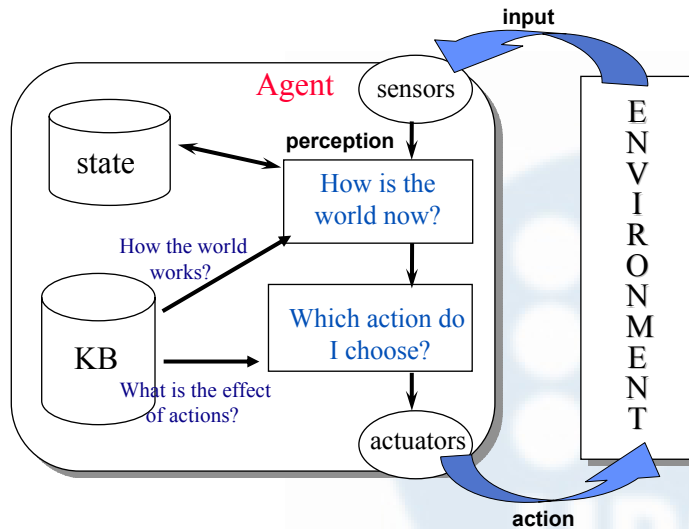 input
Agent
sensors
perception
state
How is the
world now?
How the world
works?
KB
Which action do
I choose?
What is the effect
of actions?
actuators
action
ENVIRONMENT